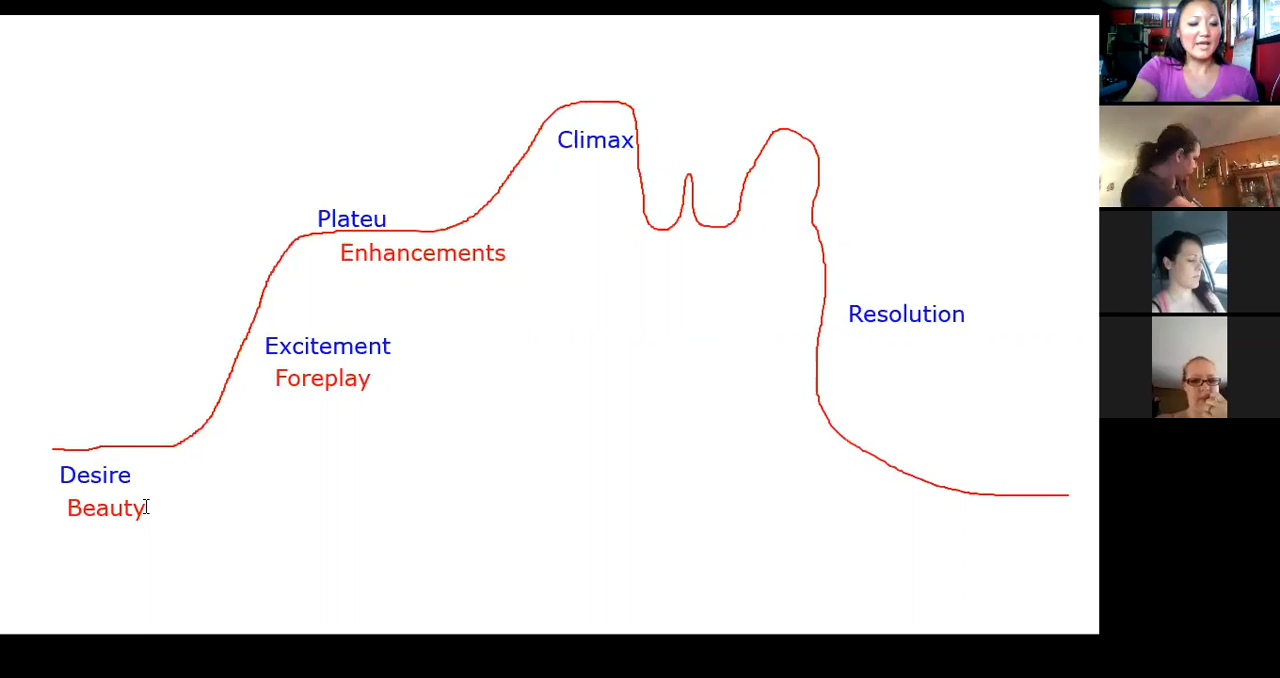 Climax
Plateu
Enhancements
Resolution
Excitement
Foreplay
Desire
Beauty